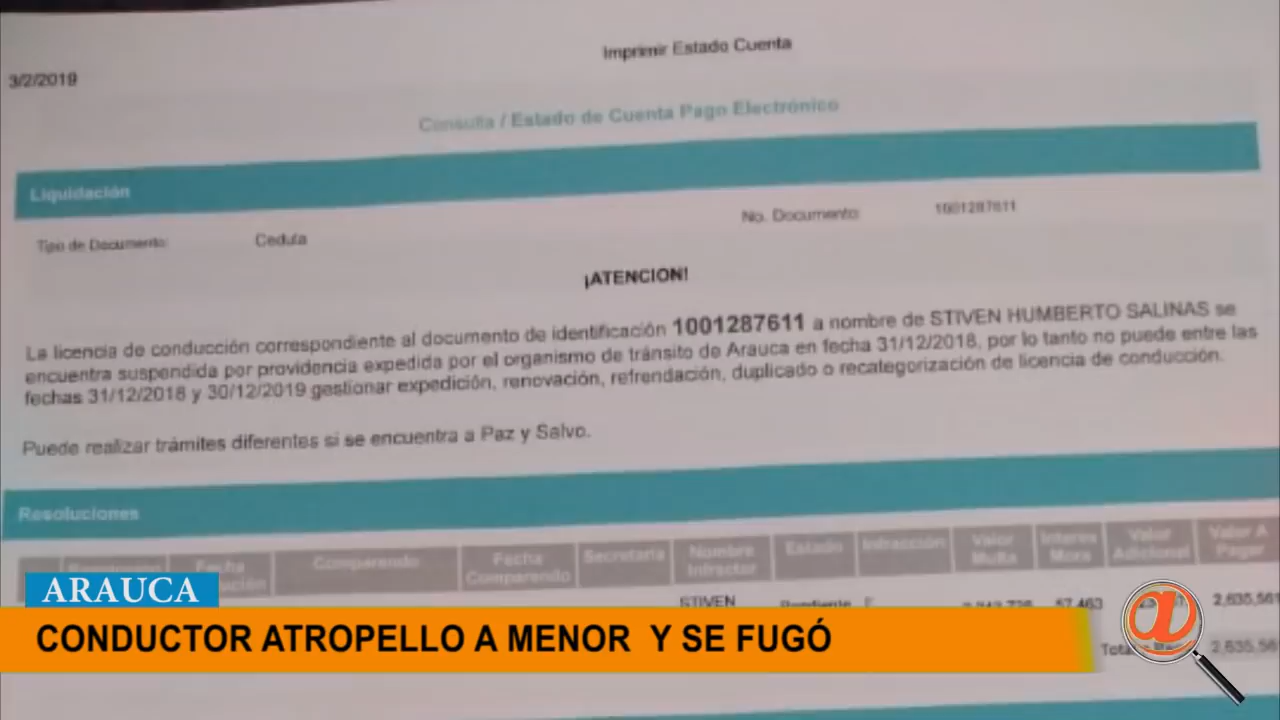 Imprimir Estado Cuenta
3/2/2019
Consulta / Estado de Cuenta Pago Electrónico
Liquidación
Tipo de Documento Cedula No. Documento 1001287611
¡ATENCION!
La licencia de conducción correspondiente al documento de identificación 1001287611 a nombre de STIVEN HUMBERTO SALINAS se
encuentra suspendida por providencia expedida por el organismo de tránsito de Arauca en fecha 31/12/2018, por lo tanto no puede entre las
fechas 31/12/2018 y 30/12/2019 gestionar expedición, renovación, refrendación, duplicado o recategorización de licencia de conducción.
Puede realizar trámites diferentes si se encuentra a Paz y Salvo.
Resoluciones
Fecha Comparendo Fecha Comparendo Secretaria Nombre Infractor Estado Infracción Valor Multa Interes Mora Valor Adicional Valor A Pagar
STIVEN Pendiente 57,463 2,635,561
ARAUCA
CONDUCTOR ATROPELLO A MENOR Y SE FUGÓ